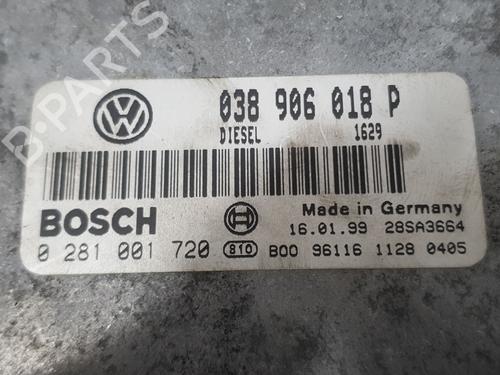 B-PARTS
038 906 018 P
DIESEL 1629
BOSCH Made in Germany
16.01.99 28SA3664
0 281 001 720 810 B00 96116 1128 0405